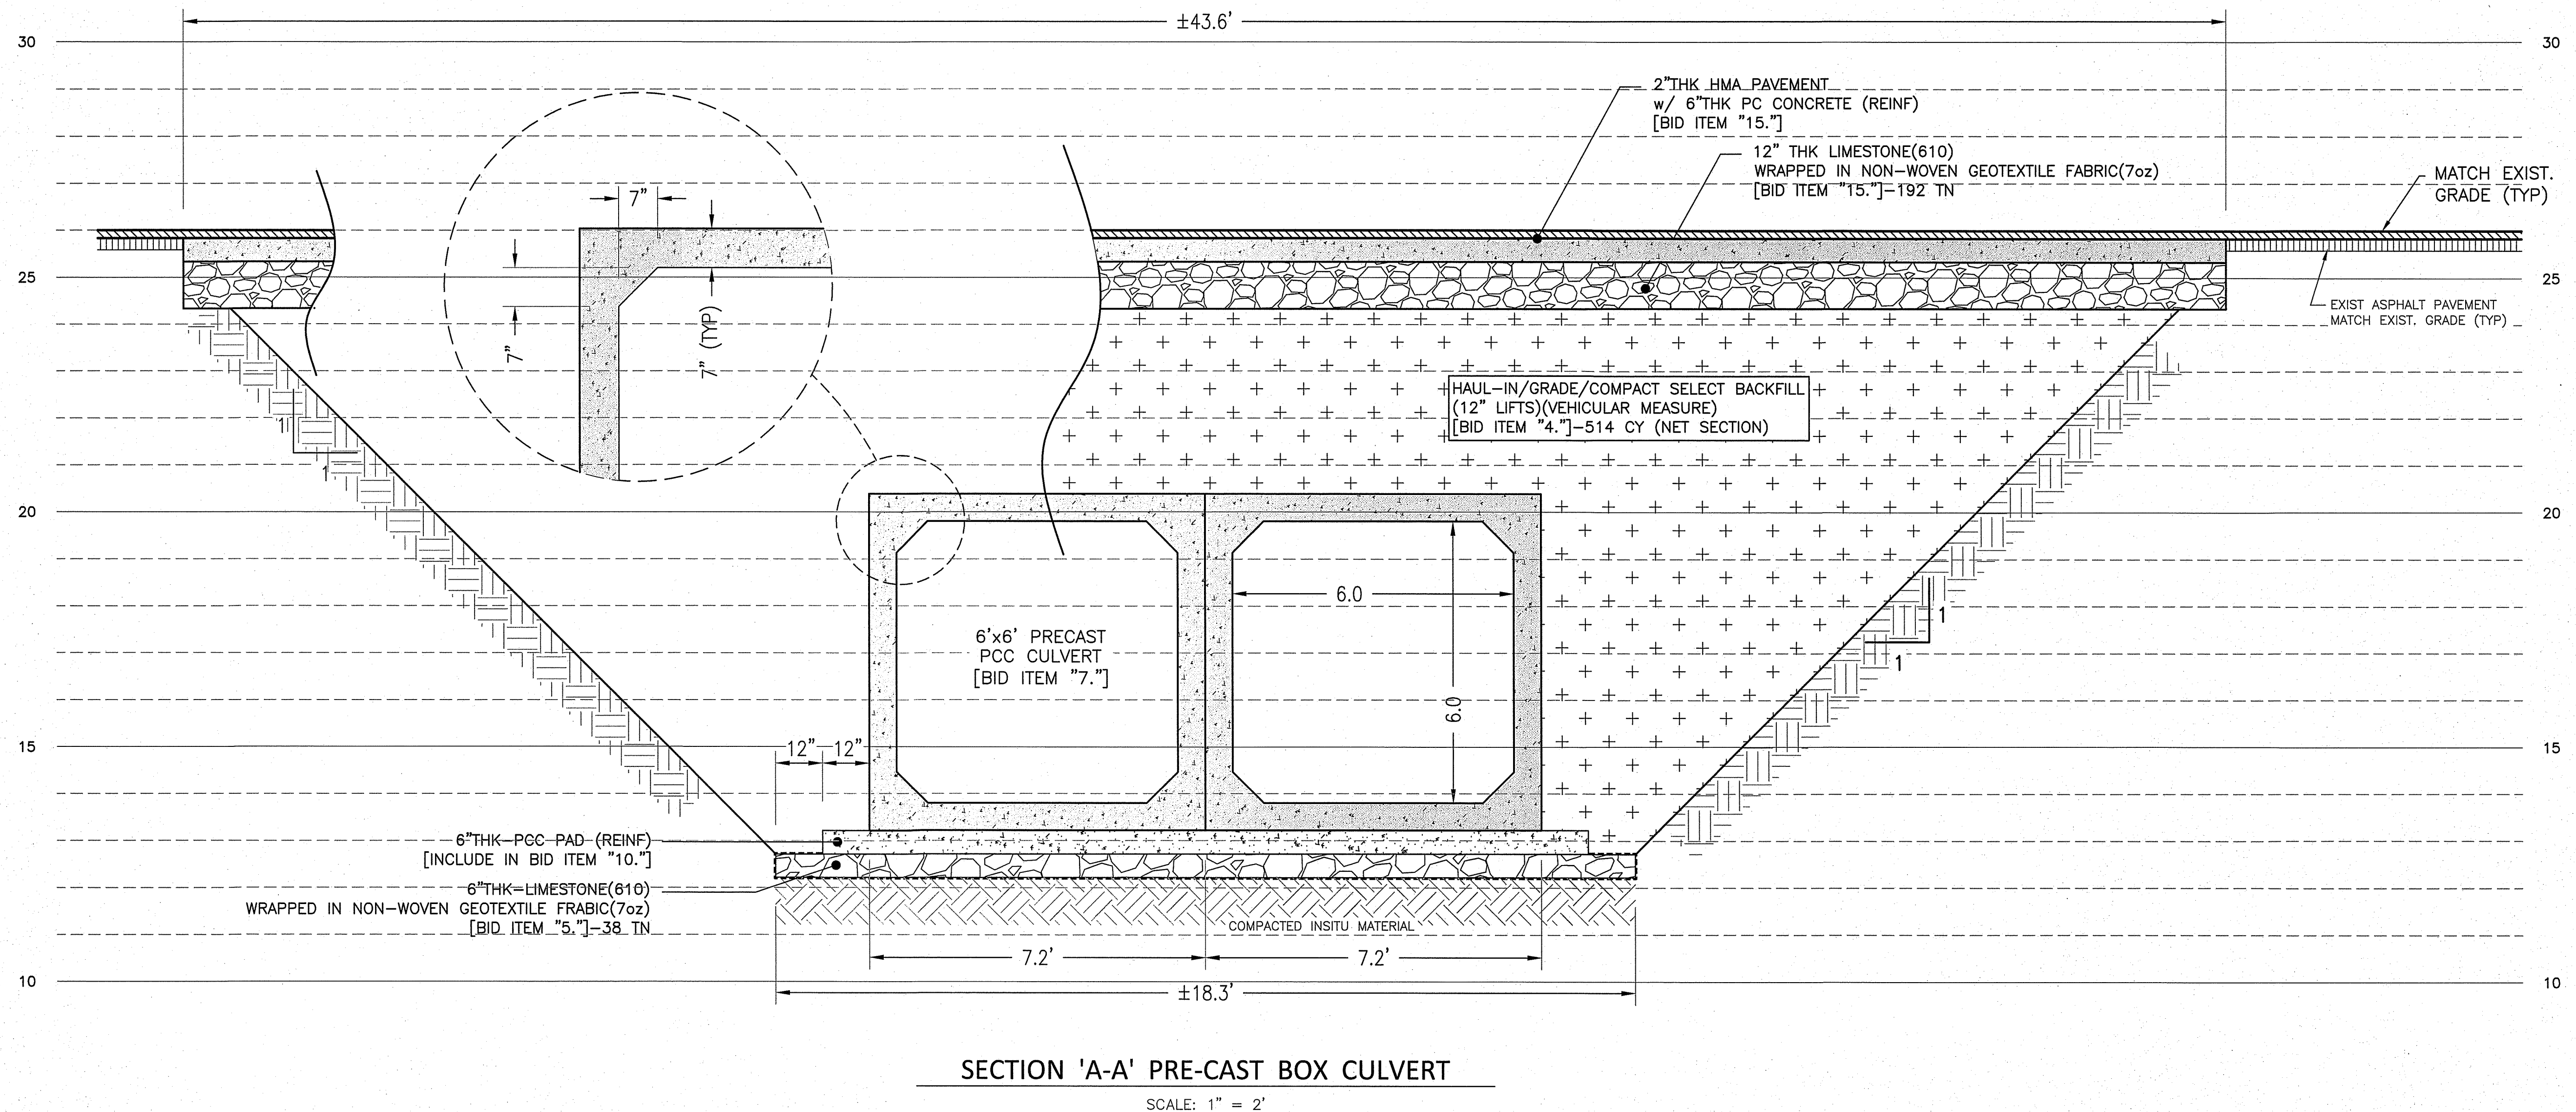 ±43.6'
30
30
2"THK HMA PAVEMENT
w/ 6"THK PC CONCRETE (REINF)
[BID ITEM "15."]
12" THK LIMESTONE(610)
WRAPPED IN NON-WOVEN GEOTEXTILE FABRIC(7oz)
[BID ITEM "15."]-192 TN
MATCH EXIST.
GRADE (TYP)
7"
7"
7" (TYP)
25
25
EXIST ASPHALT PAVEMENT
MATCH EXIST. GRADE (TYP)
HAUL-IN/GRADE/COMPACT SELECT BACKFILL
(12" LIFTS)(VEHICULAR MEASURE)
[BID ITEM "4."]-514 CY (NET SECTION)
1
1
20
20
6.0
6.0
1
1
6'x6' PRECAST
PCC CULVERT
[BID ITEM "7."]
15
15
12"
12"
6"THK-PCC PAD (REINF)
[INCLUDE IN BID ITEM "10."]
6"THK-LIMESTONE(610)
WRAPPED IN NON-WOVEN GEOTEXTILE FRABIC(7oz)
[BID ITEM "5."]-38 TN
COMPACTED INSITU MATERIAL
7.2'
7.2'
10
10
±18.3'
SECTION 'A-A' PRE-CAST BOX CULVERT
SCALE: 1" = 2'